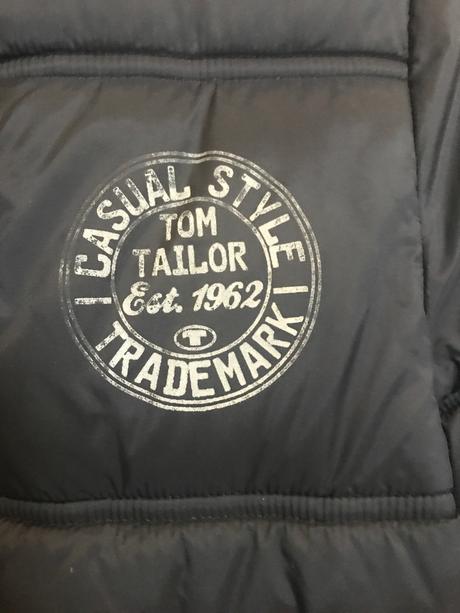 CASUAL STYLE
TOM
TAILOR
Est. 1962
TRADEMARK